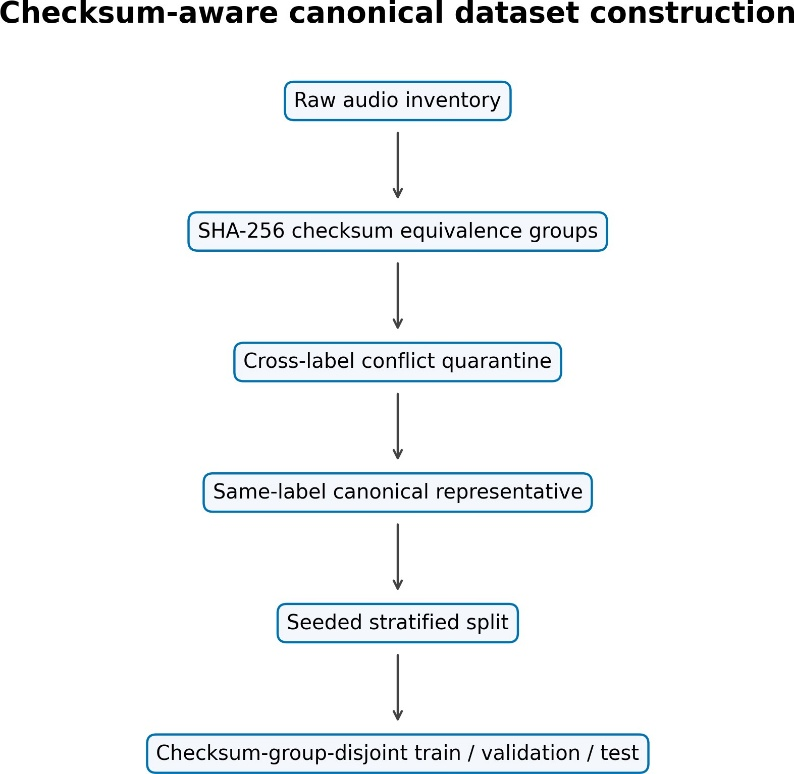 Checksum-aware canonical dataset construction
Raw audio inventory
SHA-256 checksum equivalence groups
Cross-label conflict quarantine
Same-label canonical representative
Seeded stratified split
Checksum-group-disjoint train / validation / test